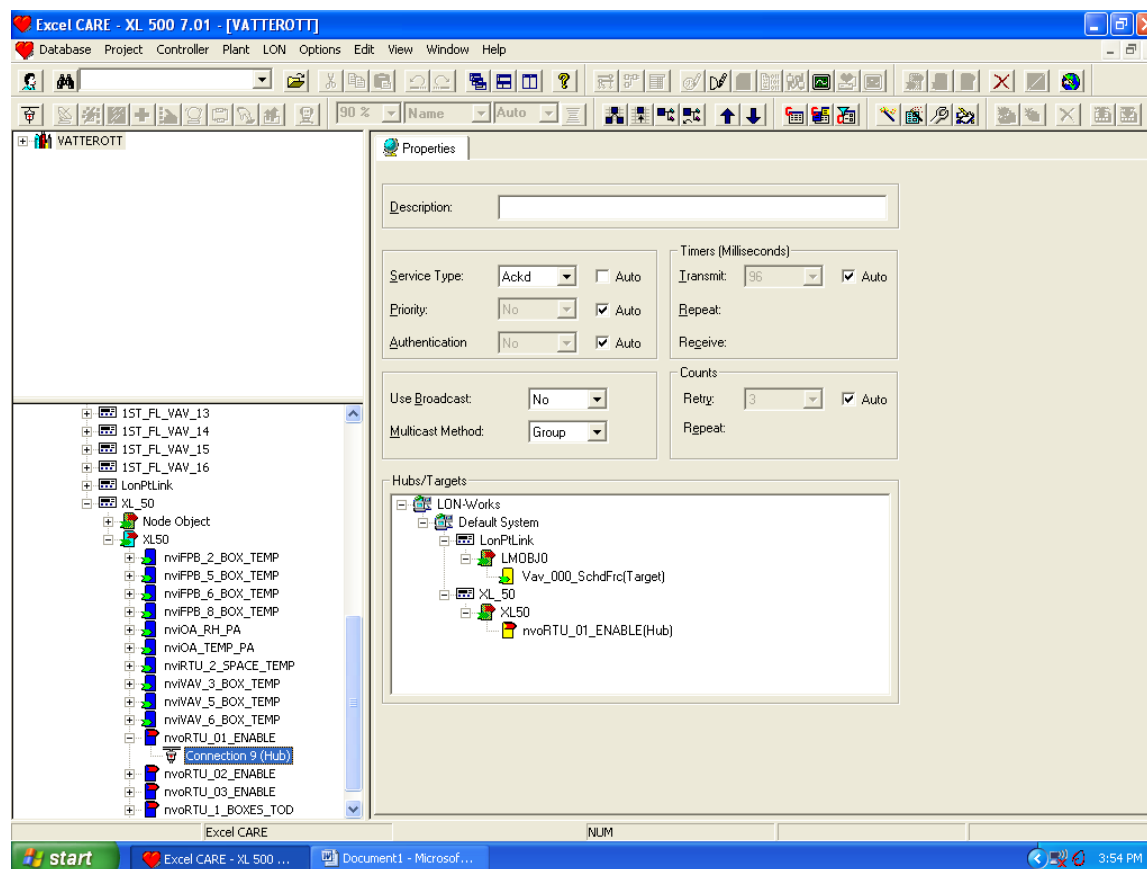 Excel CARE - XL 500 7.01 - [VATTEROTT]
Database Project Controller Plant LON Options Edit View Window Help
90 % Name Auto
VATTEROTT
Properties
Description:
Service Type: Ackd Auto
Priority: No Auto
Authentication No Auto
Timers (Milliseconds)
Transmit: 96 Auto
Repeat:
Receive:
Use Broadcast: No
Multicast Method: Group
Counts
Retry: 3 Auto
Repeat:
Hubs/Targets
LON-Works
Default System
LonPtLink
LMOBJ0
Vav_000_SchdFrc(Target)
XL_50
XL50
nvoRTU_01_ENABLE(Hub)
1ST_FL_VAV_13
1ST_FL_VAV_14
1ST_FL_VAV_15
1ST_FL_VAV_16
LonPtLink
XL_50
Node Object
XL50
nviFPB_2_BOX_TEMP
nviFPB_5_BOX_TEMP
nviFPB_6_BOX_TEMP
nviFPB_8_BOX_TEMP
nviOA_RH_PA
nviOA_TEMP_PA
nviRTU_2_SPACE_TEMP
nviVAV_3_BOX_TEMP
nviVAV_5_BOX_TEMP
nviVAV_6_BOX_TEMP
nvoRTU_01_ENABLE
Connection 9 (Hub)
nvoRTU_02_ENABLE
nvoRTU_03_ENABLE
nvoRTU_1_BOXES_TOD
Excel CARE NUM
start Excel CARE - XL 500 ... Document1 - Microsof... 3:54 PM